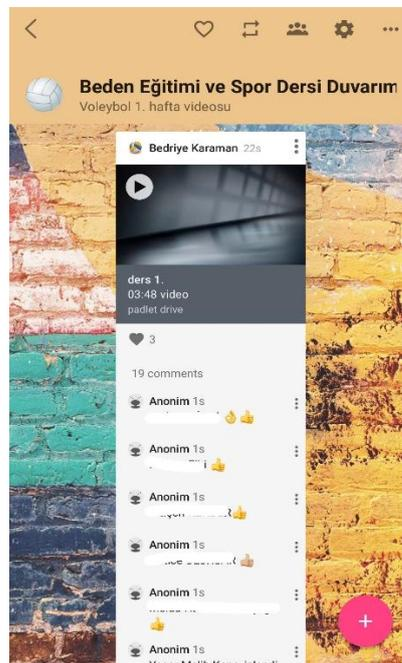 Beden Eğitimi ve Spor Dersi Duvarım
Voleybol 1. hafta videosu
Bedriye Karaman 22s
ders 1.
03:48 video
padlet drive
3
19 comments
Anonim 1s
Anonim 1s
Anonim 1s
Anonim 1s
Anonim 1s
Anonim 1s